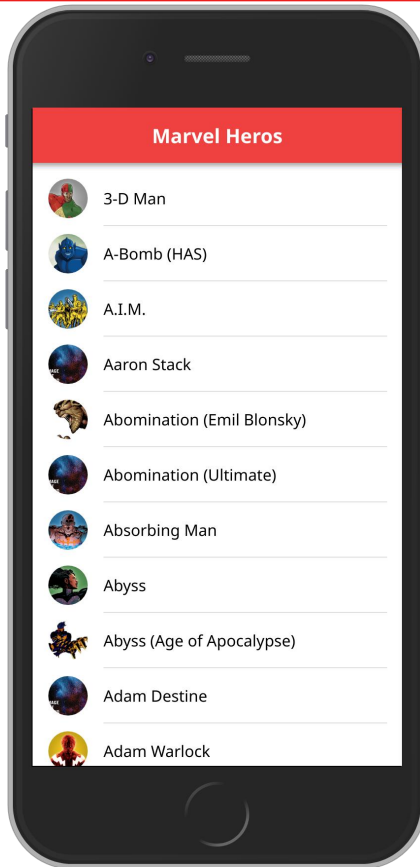 Marvel Heros
3-D Man
A-Bomb (HAS)
A.I.M.
Aaron Stack
Abomination (Emil Blonsky)
Abomination (Ultimate)
Absorbing Man
Abyss
Abyss (Age of Apocalypse)
Adam Destine
Adam Warlock